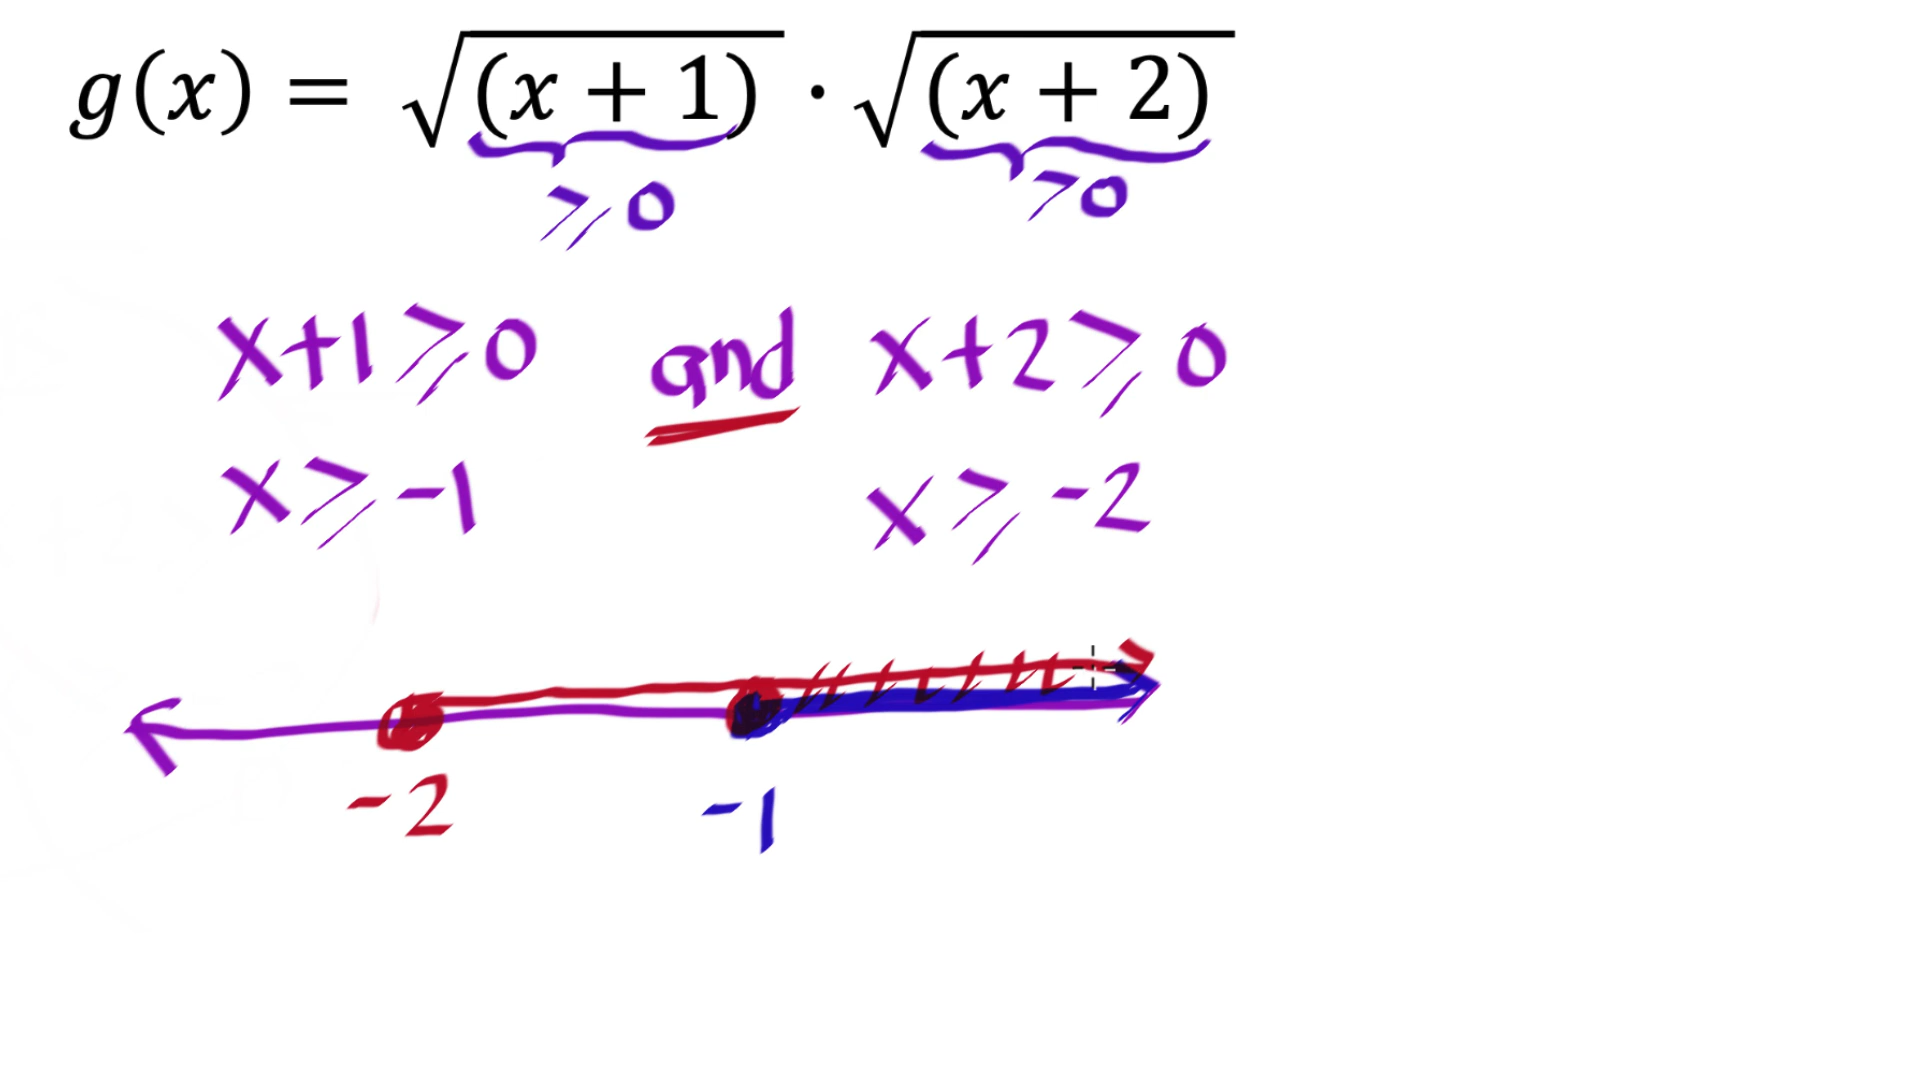 g(x) = √(x + 1) · √(x + 2)
≥ 0 >0
x+1 ≥ 0 and x+2 ≥ 0
x ≥ -1 x ≥ -2
-2 -1